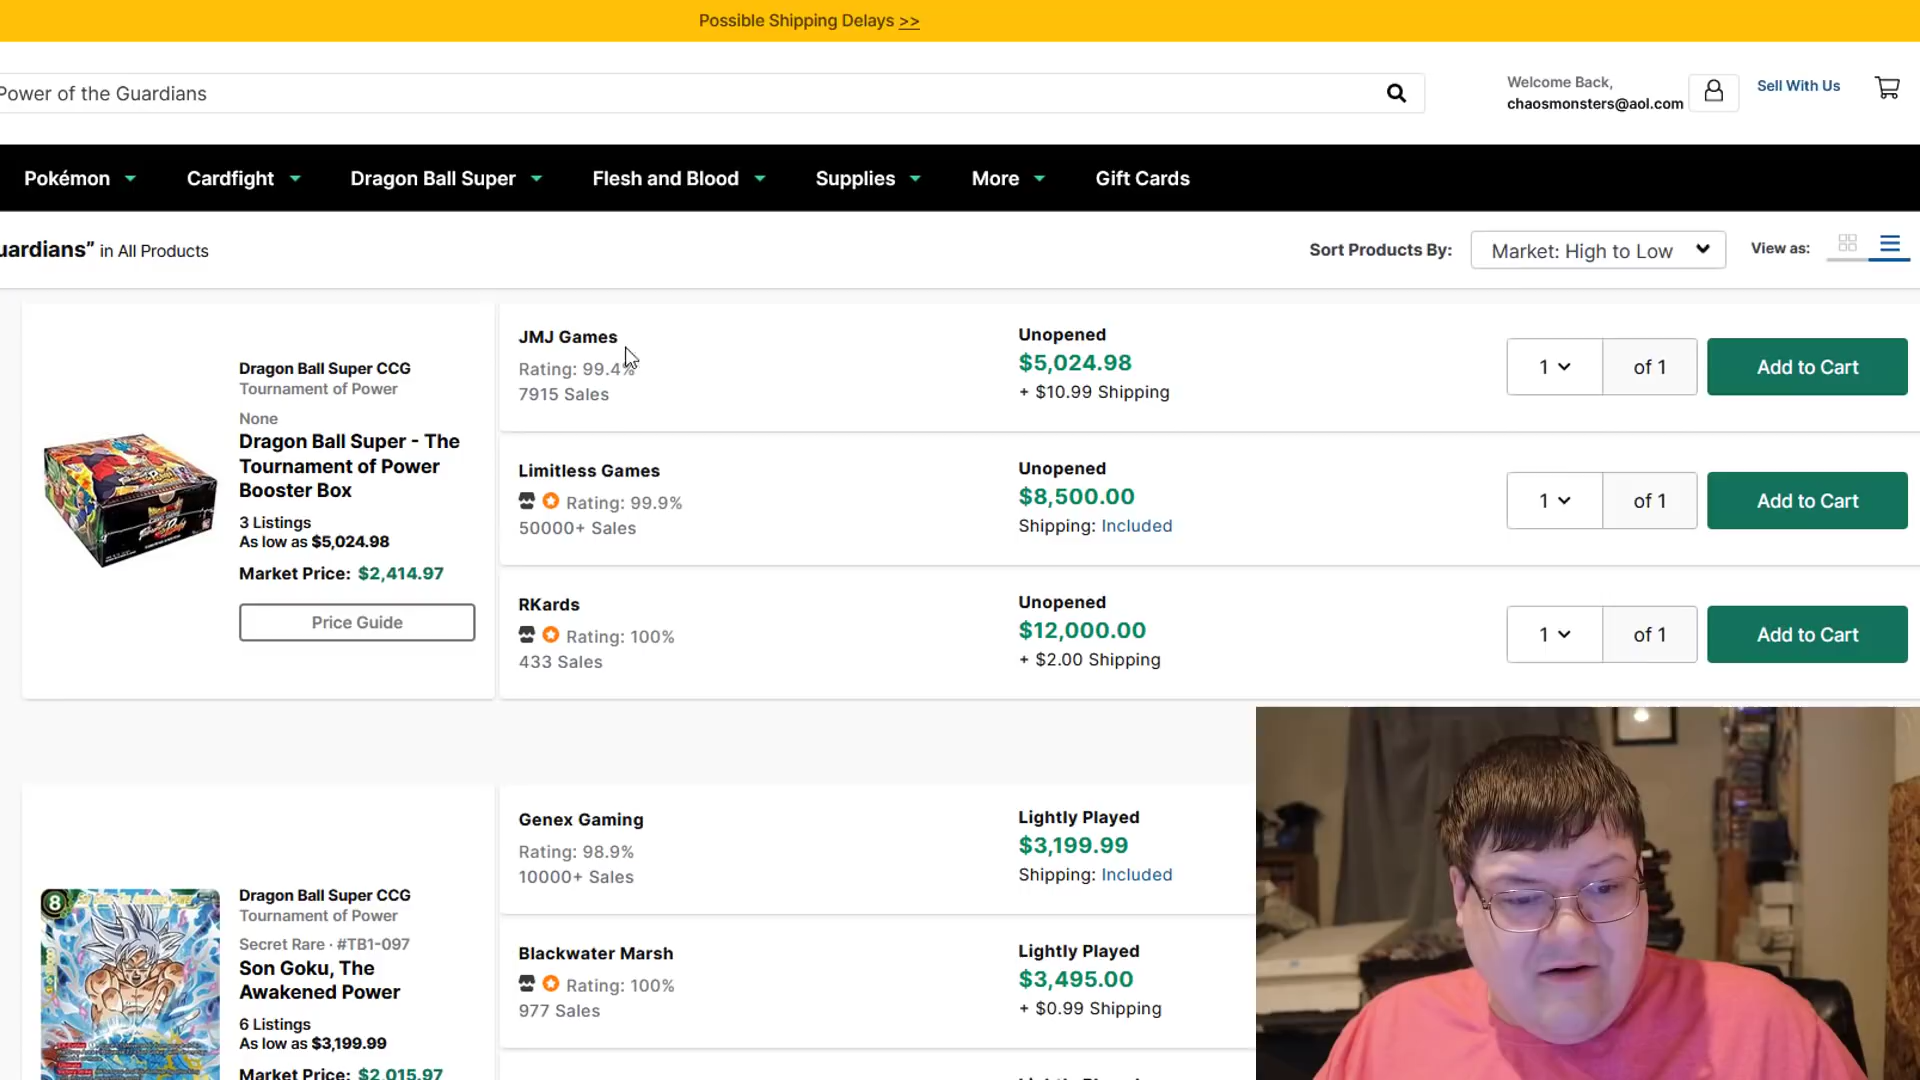 Possible Shipping Delays >>
Power of the Guardians
Welcome Back,
chaosmonsters@aol.com
Sell With Us
Pokémon
Cardfight
Dragon Ball Super
Flesh and Blood
Supplies
More
Gift Cards
uardians” in All Products
Sort Products By:
Market: High to Low
View as:
Dragon Ball Super CCG
Tournament of Power
None
Dragon Ball Super - The
Tournament of Power
Booster Box
3 Listings
As low as $5,024.98
Market Price: $2,414.97
Price Guide
JMJ Games
Rating: 99.4%
7915 Sales
Unopened
$5,024.98
+ $10.99 Shipping
1
of 1
Add to Cart
Limitless Games
Rating: 99.9%
50000+ Sales
Unopened
$8,500.00
Shipping: Included
1
of 1
Add to Cart
RKards
Rating: 100%
433 Sales
Unopened
$12,000.00
+ $2.00 Shipping
1
of 1
Add to Cart
8
Dragon Ball Super CCG
Tournament of Power
Secret Rare · #TB1-097
Son Goku, The
Awakened Power
6 Listings
As low as $3,199.99
Market Price: $2,015.97
Genex Gaming
Rating: 98.9%
10000+ Sales
Lightly Played
$3,199.99
Shipping: Included
Blackwater Marsh
Rating: 100%
977 Sales
Lightly Played
$3,495.00
+ $0.99 Shipping